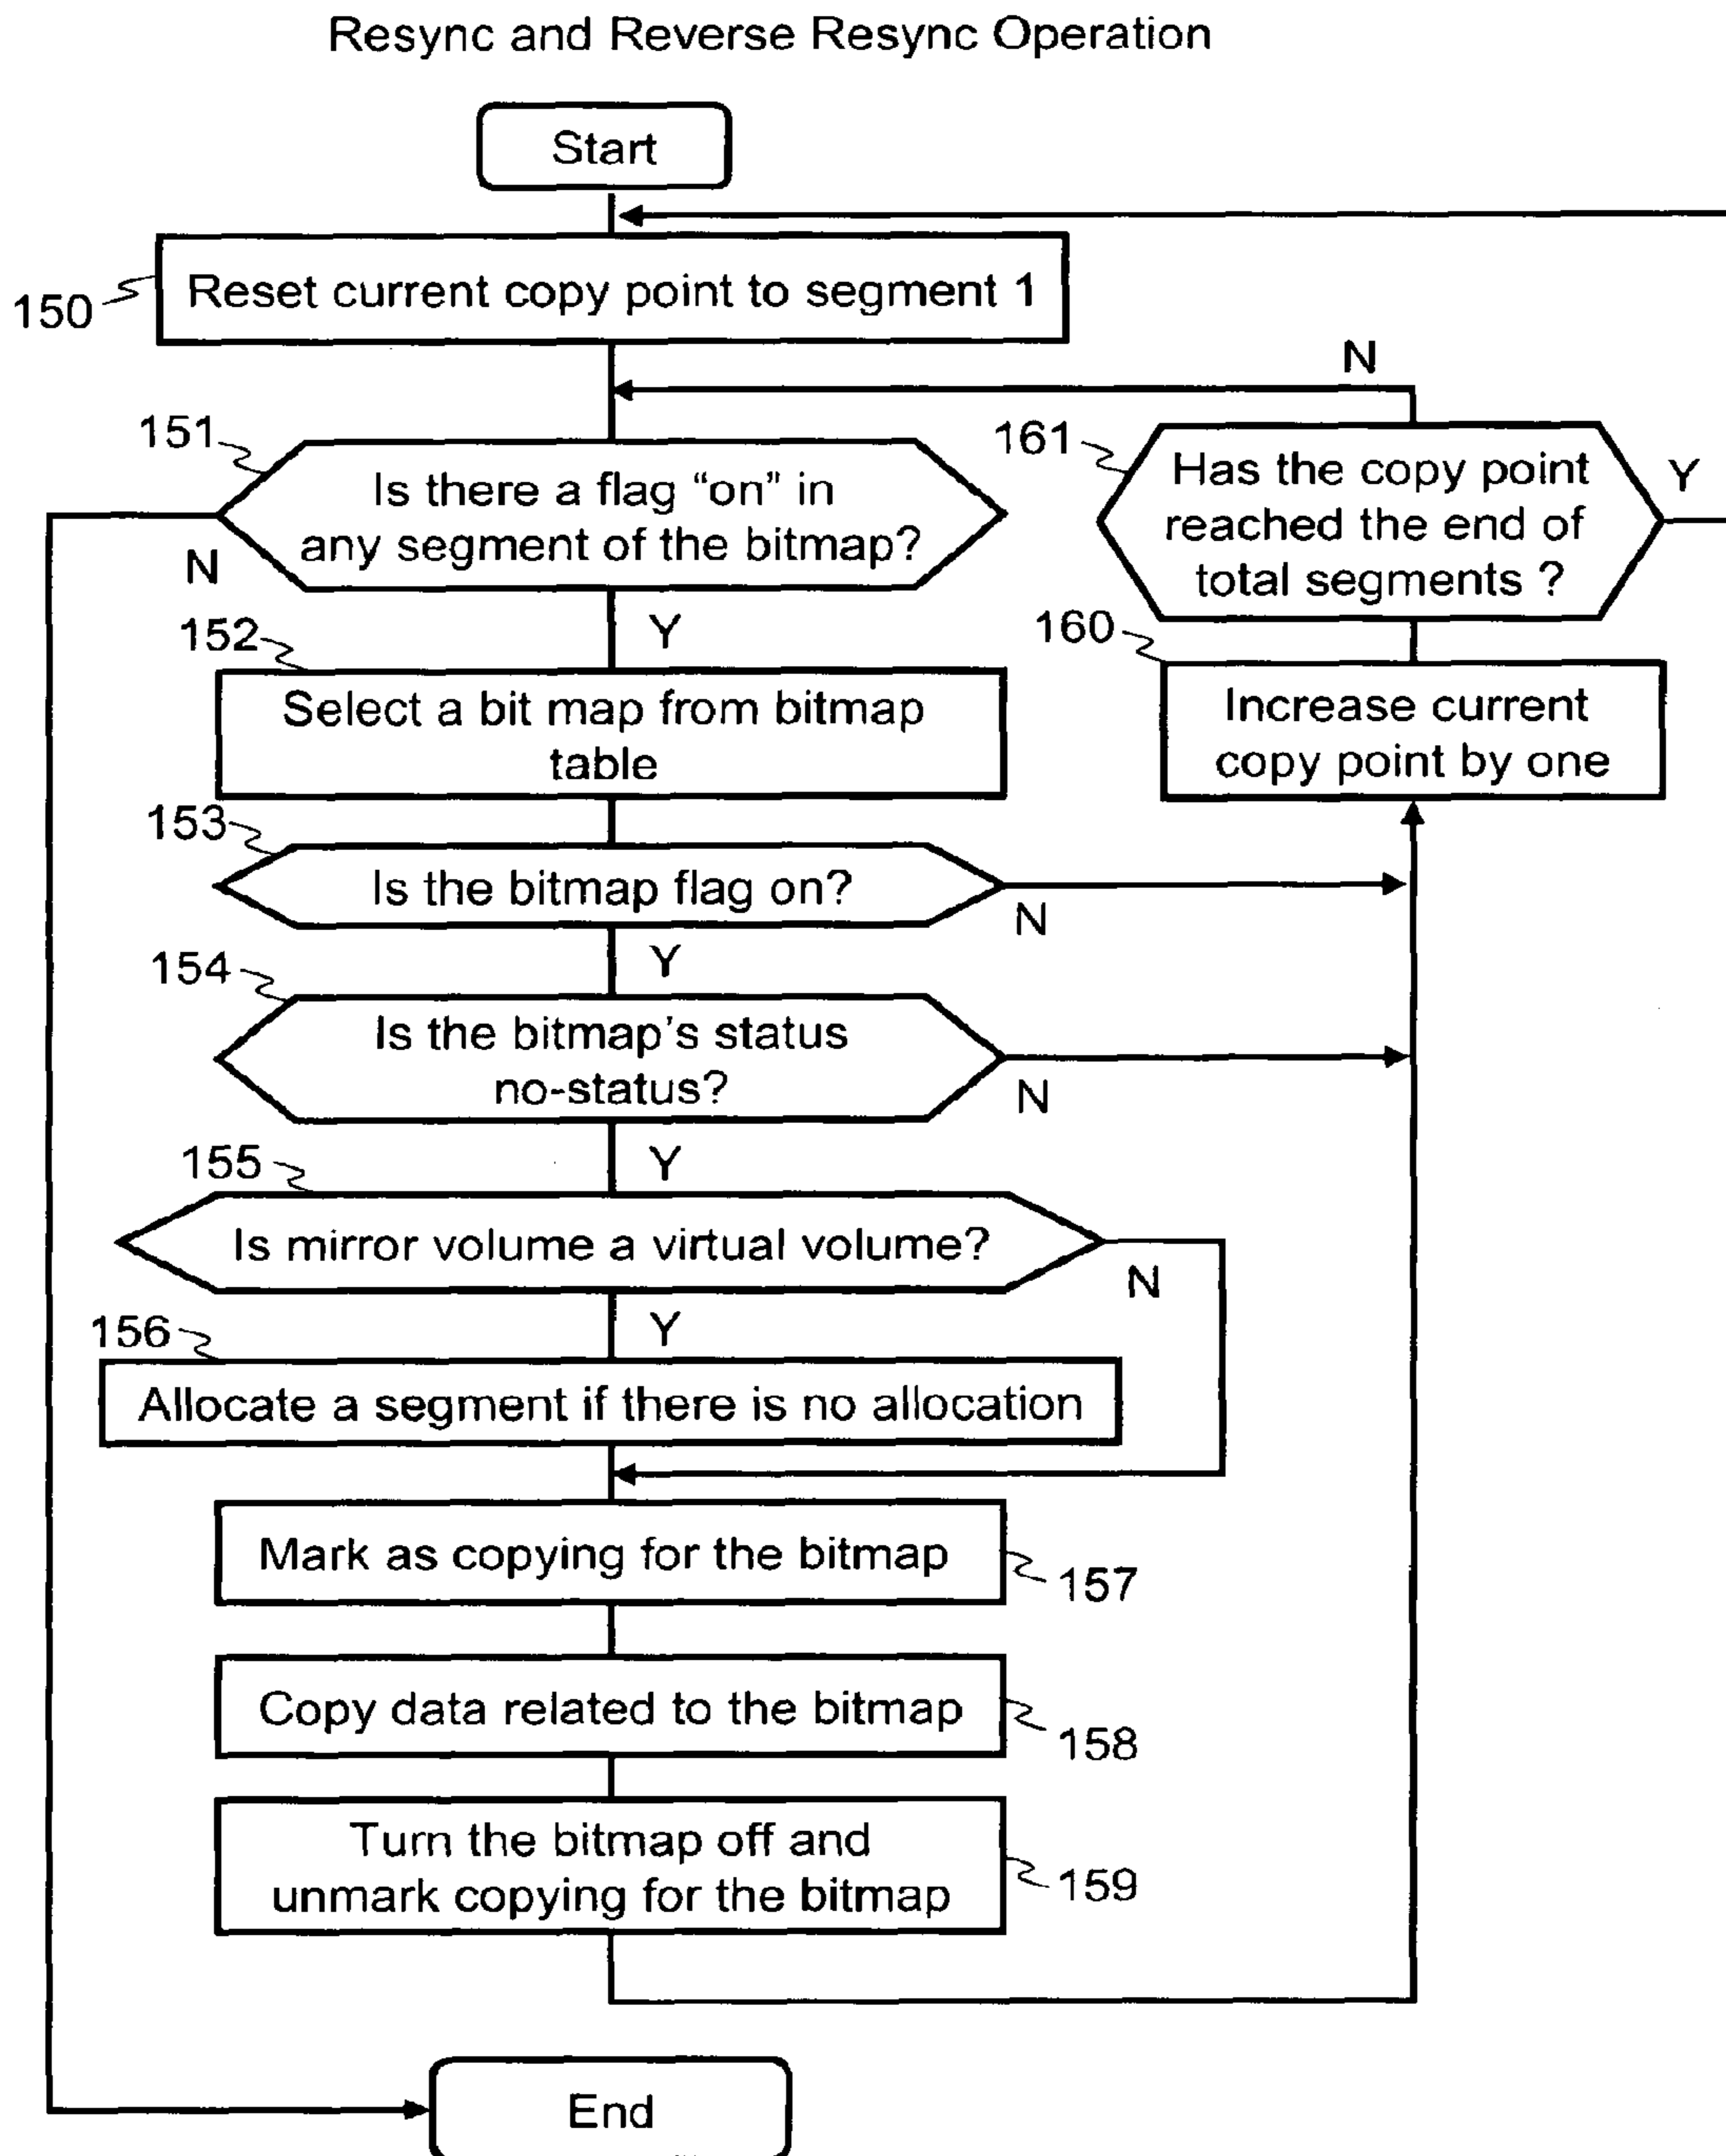 Resync and Reverse Resync Operation
Start
150
Reset current copy point to segment 1
N
151
Is there a flag “on” in
any segment of the bitmap?
N
Y
161
Has the copy point
reached the end of
total segments ?
Y
152
Select a bit map from bitmap
table
160
Increase current
copy point by one
153
Is the bitmap flag on?
N
Y
154
Is the bitmap’s status
no-status?
N
Y
155
Is mirror volume a virtual volume?
N
Y
156
Allocate a segment if there is no allocation
Mark as copying for the bitmap
157
Copy data related to the bitmap
158
Turn the bitmap off and
unmark copying for the bitmap
159
End